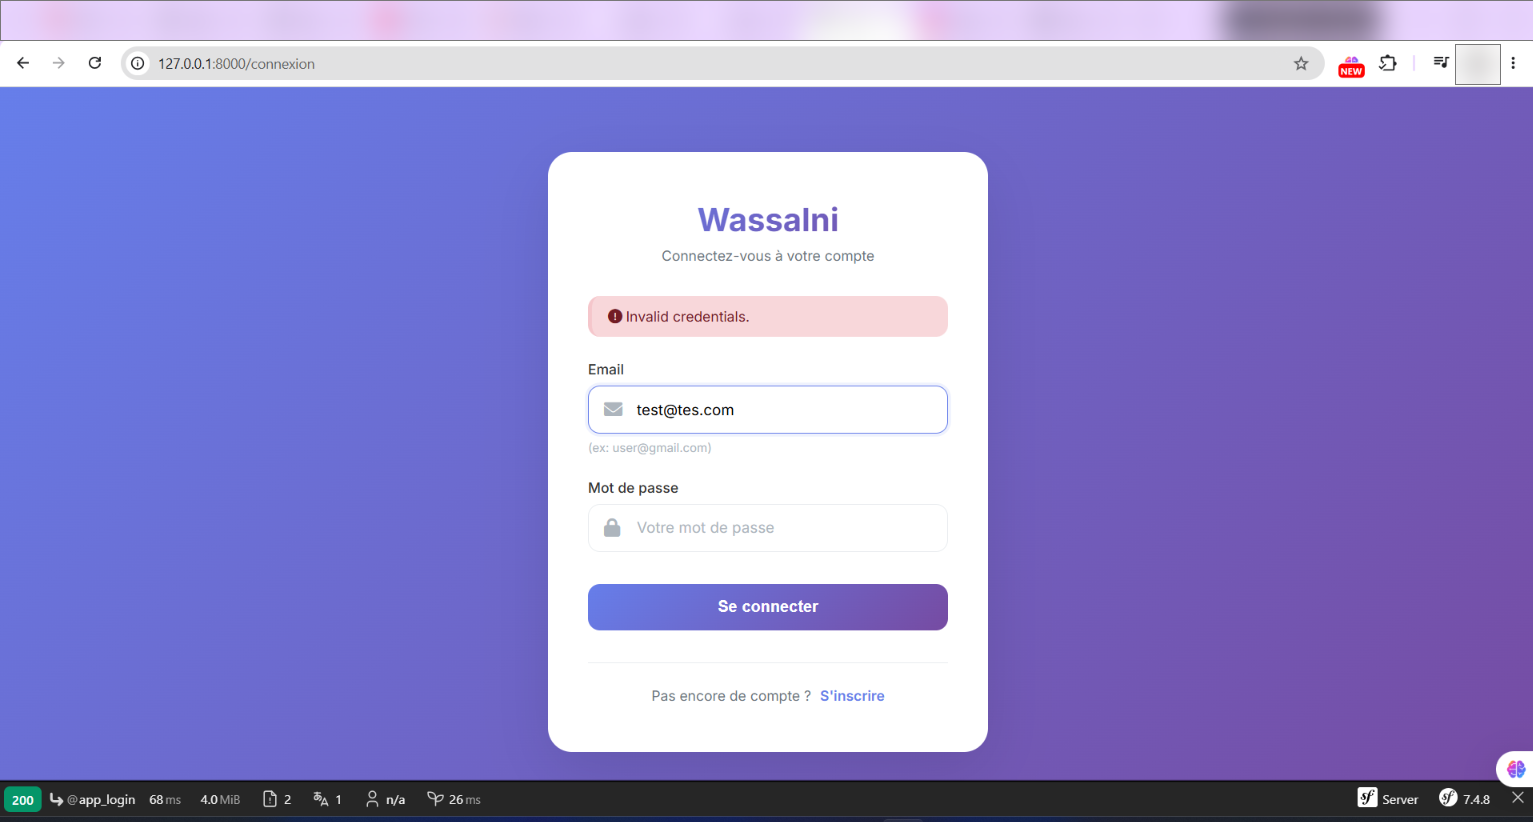 127.0.0.1:8000/connexion
NEW
Wassalni
Connectez-vous à votre compte
Invalid credentials.
Email
test@tes.com
(ex: user@gmail.com)
Mot de passe
Votre mot de passe
Se connecter
Pas encore de compte ? S'inscrire
200 @app_login 68 ms 4.0 MiB 2 1 n/a 26 ms sf Server sf 7.4.8